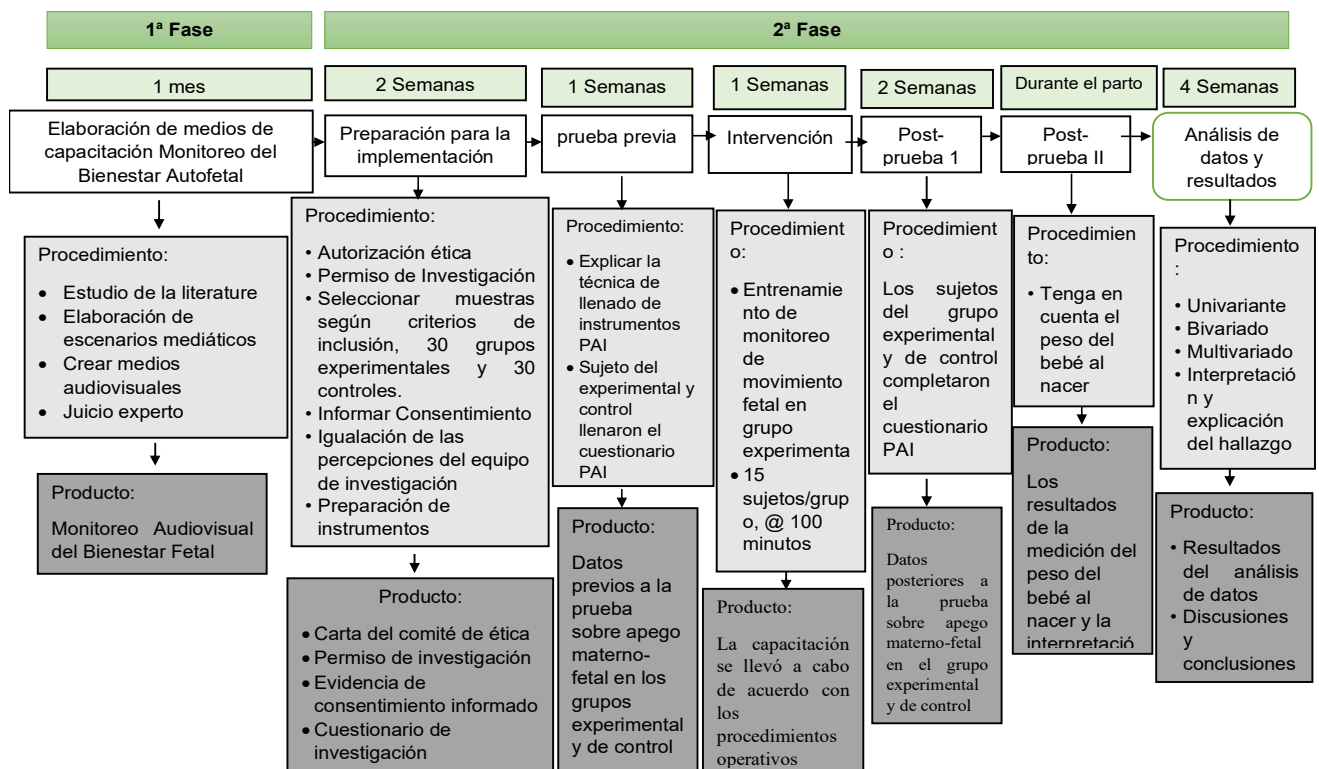 1ª Fase
2ª Fase
1 mes
2 Semanas
1 Semanas
1 Semanas
2 Semanas
Durante el parto
4 Semanas
Elaboración de medios de
capacitación Monitoreo del
Bienestar Autofetal
Preparación para la
implementación
prueba previa
Intervención
Post-
prueba 1
Post-
prueba II
Análisis de
datos y
resultados
Procedimiento:
• Estudio de la literature
• Elaboración de
escenarios mediáticos
• Crear medios
audiovisuales
• Juicio experto
Producto:
Monitoreo Audiovisual
del Bienestar Fetal
Procedimiento:
• Autorización ética
• Permiso de Investigación
• Seleccionar muestras
según criterios de
inclusión, 30 grupos
experimentales y 30
controles.
• Informar Consentimiento
• Igualación de las
percepciones del equipo
de investigación
• Preparación de
instrumentos
Producto:
• Carta del comité de ética
• Permiso de investigación
• Evidencia de
consentimiento informado
• Cuestionario de
investigación
Procedimiento:
• Explicar la
técnica de
llenado de
instrumentos
PAI
• Sujeto del
experimental y
control
llenaron el
cuestionario
PAI
Producto:
Datos
previos a la
prueba
sobre apego
materno-
fetal en los
grupos
experimental
y de control
Procedimient
o:
• Entrenamie
nto de
monitoreo
de
movimiento
fetal en
grupo
experimenta
• 15
sujetos/grup
o, @ 100
minutos
Producto:
La capacitación
se llevó a cabo
de acuerdo con
los
procedimientos
operativos
Procedimient
o :
Los sujetos
del grupo
experimental
y de control
completaron
el
cuestionario
PAI
Producto:
Datos
posteriores a
la prueba
sobre apego
materno-fetal
en el grupo
experimental
y de control
Procedimien
to:
• Tenga en
cuenta el
peso del
bebé al
nacer
Producto:
Los
resultados
de la
medición del
peso del
bebé al
nacer y la
interpretació
Procedimiento
:
• Univariante
• Bivariado
• Multivariado
• Interpretació
n y
explicación
del hallazgo
Producto:
• Resultados
del análisis
de datos
• Discusiones
y
conclusiones